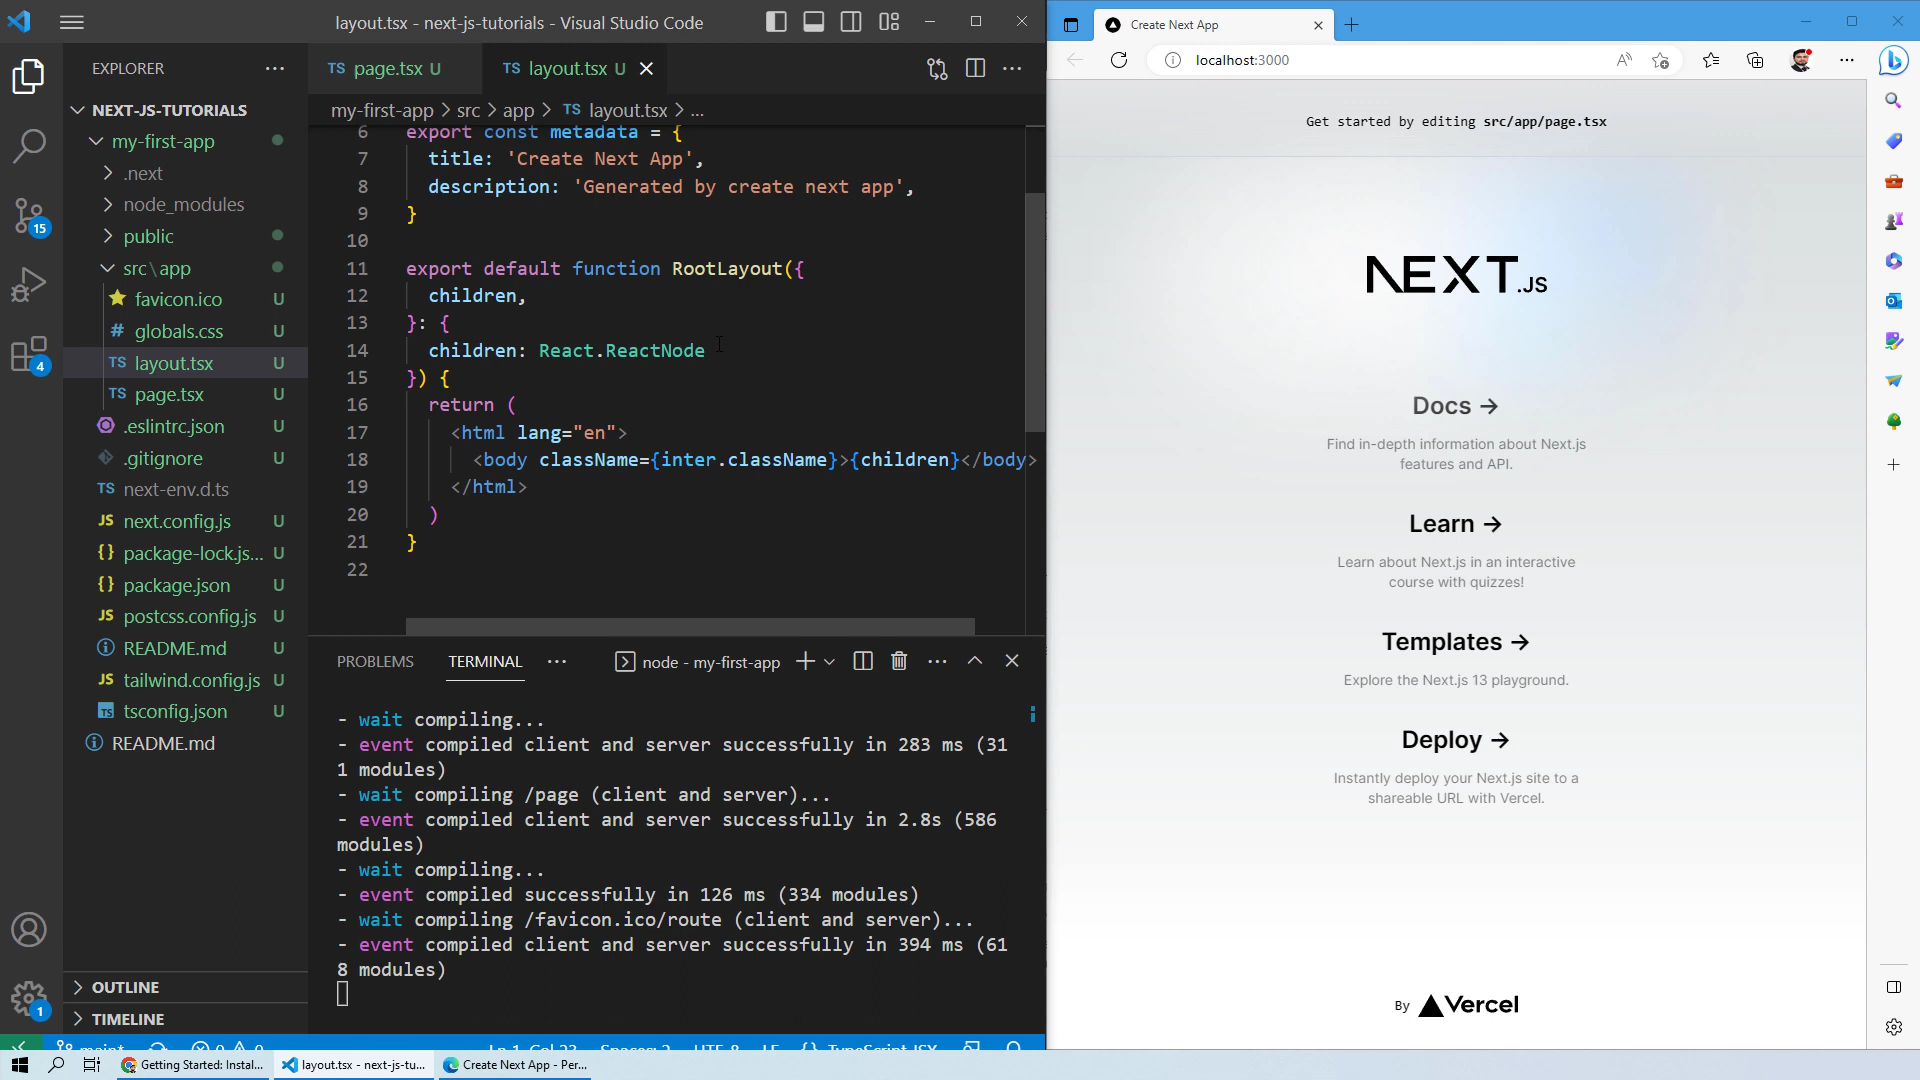 layout.tsx - next-js-tutorials - Visual Studio Code
EXPLORER
NEXT-JS-TUTORIALS
my-first-app
.next
node_modules
public
src\app
favicon.ico U
globals.css U
layout.tsx U
page.tsx U
.eslintrc.json U
.gitignore U
next-env.d.ts
next.config.js U
package-lock.js... U
package.json U
postcss.config.js U
README.md U
tailwind.config.js U
tsconfig.json U
README.md
OUTLINE
TIMELINE
15
4
1
TS page.tsx U
TS layout.tsx U
my-first-app > src > app > TS layout.tsx > ...
6 export const metadata = {
7 title: 'Create Next App',
8 description: 'Generated by create next app',
9 }
10
11 export default function RootLayout({
12 children,
13 }: {
14 children: React.ReactNode
15 }) {
16 return (
17 <html lang="en">
18 <body className={inter.className}>{children}</body>
19 </html>
20 )
21 }
22
PROBLEMS TERMINAL node - my-first-app
- wait compiling...
- event compiled client and server successfully in 283 ms (31
1 modules)
- wait compiling /page (client and server)...
- event compiled client and server successfully in 2.8s (586
modules)
- wait compiling...
- event compiled successfully in 126 ms (334 modules)
- wait compiling /favicon.ico/route (client and server)...
- event compiled client and server successfully in 394 ms (61
8 modules)
Create Next App
localhost:3000
Get started by editing src/app/page.tsx
NEXT.JS
Docs ->
Find in-depth information about Next.js
features and API.
Learn ->
Learn about Next.js in an interactive
course with quizzes!
Templates ->
Explore the Next.js 13 playground.
Deploy ->
Instantly deploy your Next.js site to a
shareable URL with Vercel.
By Vercel
Getting Started: Instal...
layout.tsx - next-js-tu...
Create Next App - Per...